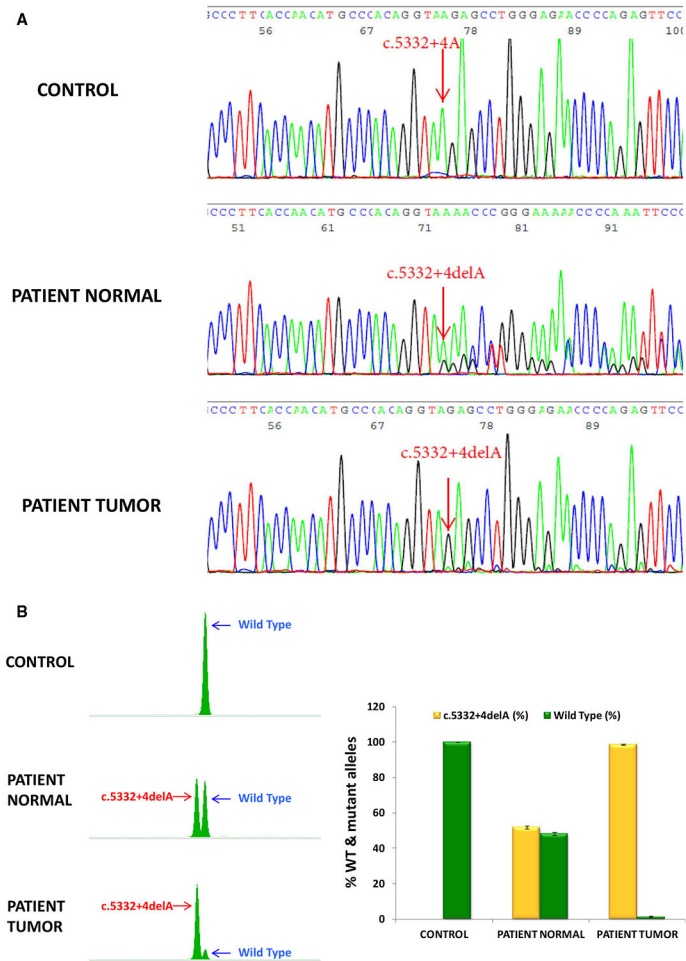 A
GCCCTTCACCAACATGCCCACAGGTAAGAGCCTGGGAGAACCCCAGAGTTCC
56 67 78 89 100
c.5332+4A
CONTROL
GCCCTTCACCAACATGCCCACAGGTAAAACCCGGGAAAAACCCCAAATTCCC
51 61 71 81 91
c.5332+4delA
PATIENT NORMAL
GCCCTTCACCAACATGCCCACAGGTAGAGCCTGGGAGAACCCCAGAGTTCC
56 67 78 89
c.5332+4delA
PATIENT TUMOR
B
CONTROL
Wild Type
PATIENT
NORMAL
c.5332+4delA
Wild Type
PATIENT
TUMOR
c.5332+4delA
Wild Type
120
100
80
60
40
20
0
% WT & mutant alleles
c.5332+4delA (%) Wild Type (%)
CONTROL PATIENT NORMAL PATIENT TUMOR